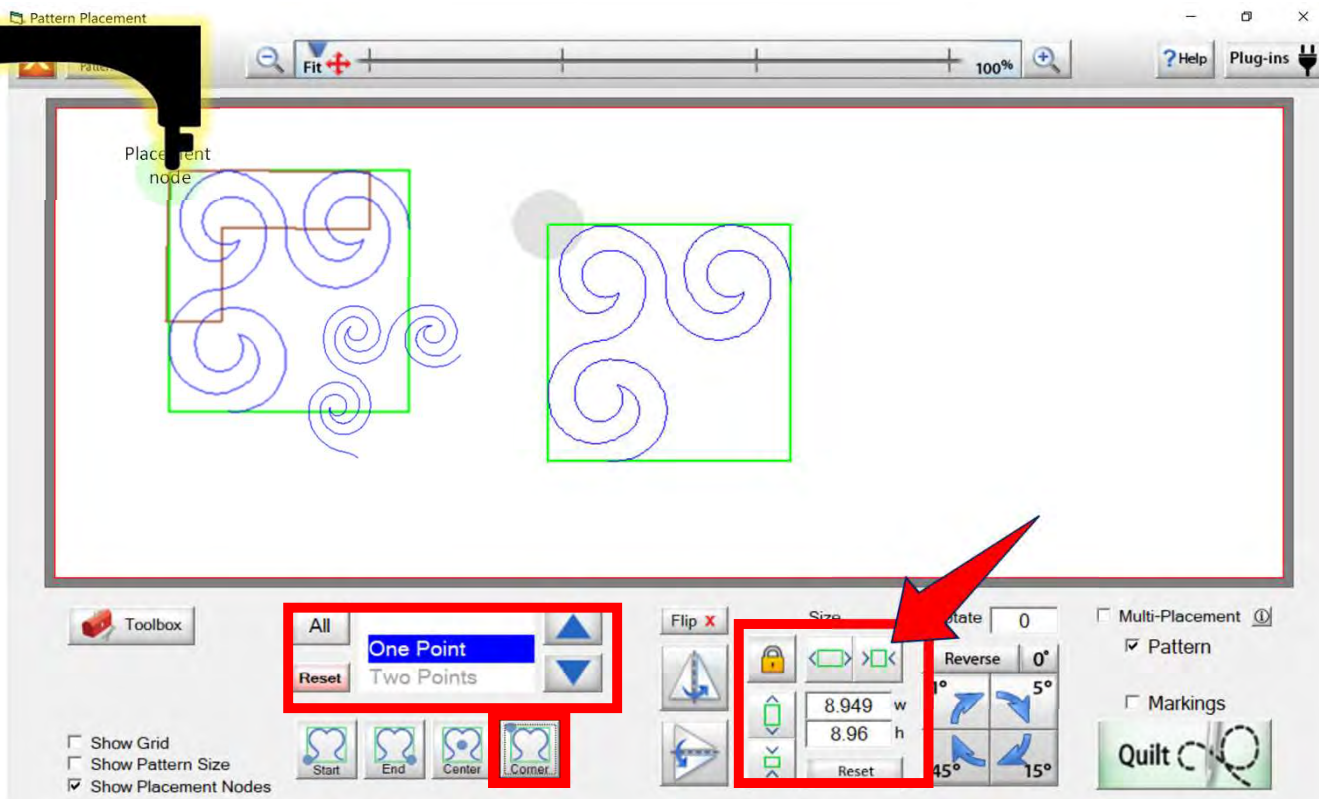 Pattern Placement
Fit
100%
?Help
Plug-ins
Placement
node
Toolbox
All
One Point
Reset
Two Points
Flip X
Size
0
Multi-Placement
Pattern
Reverse
0°
1°
5°
8.949 w
8.96 h
Markings
Show Grid
Show Pattern Size
Show Placement Nodes
Start
End
Center
Corner
Reset
45°
15°
Quilt